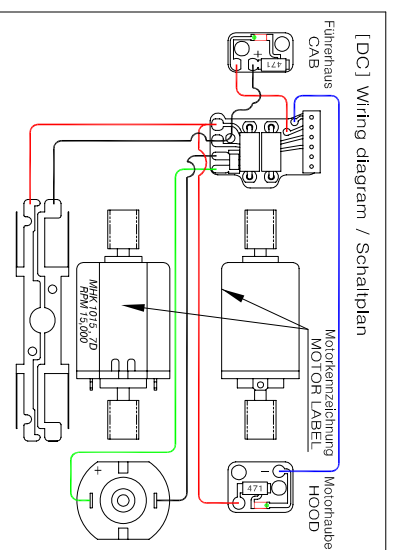 [DC] Wiring diagram / Schaltplan
Führerhaus
CAB
+
471
Motorkennzeichnung
MOTOR LABEL
MHK 1015 , 7D
RPM 15,000
Motorhaube
HOOD
−
471
+